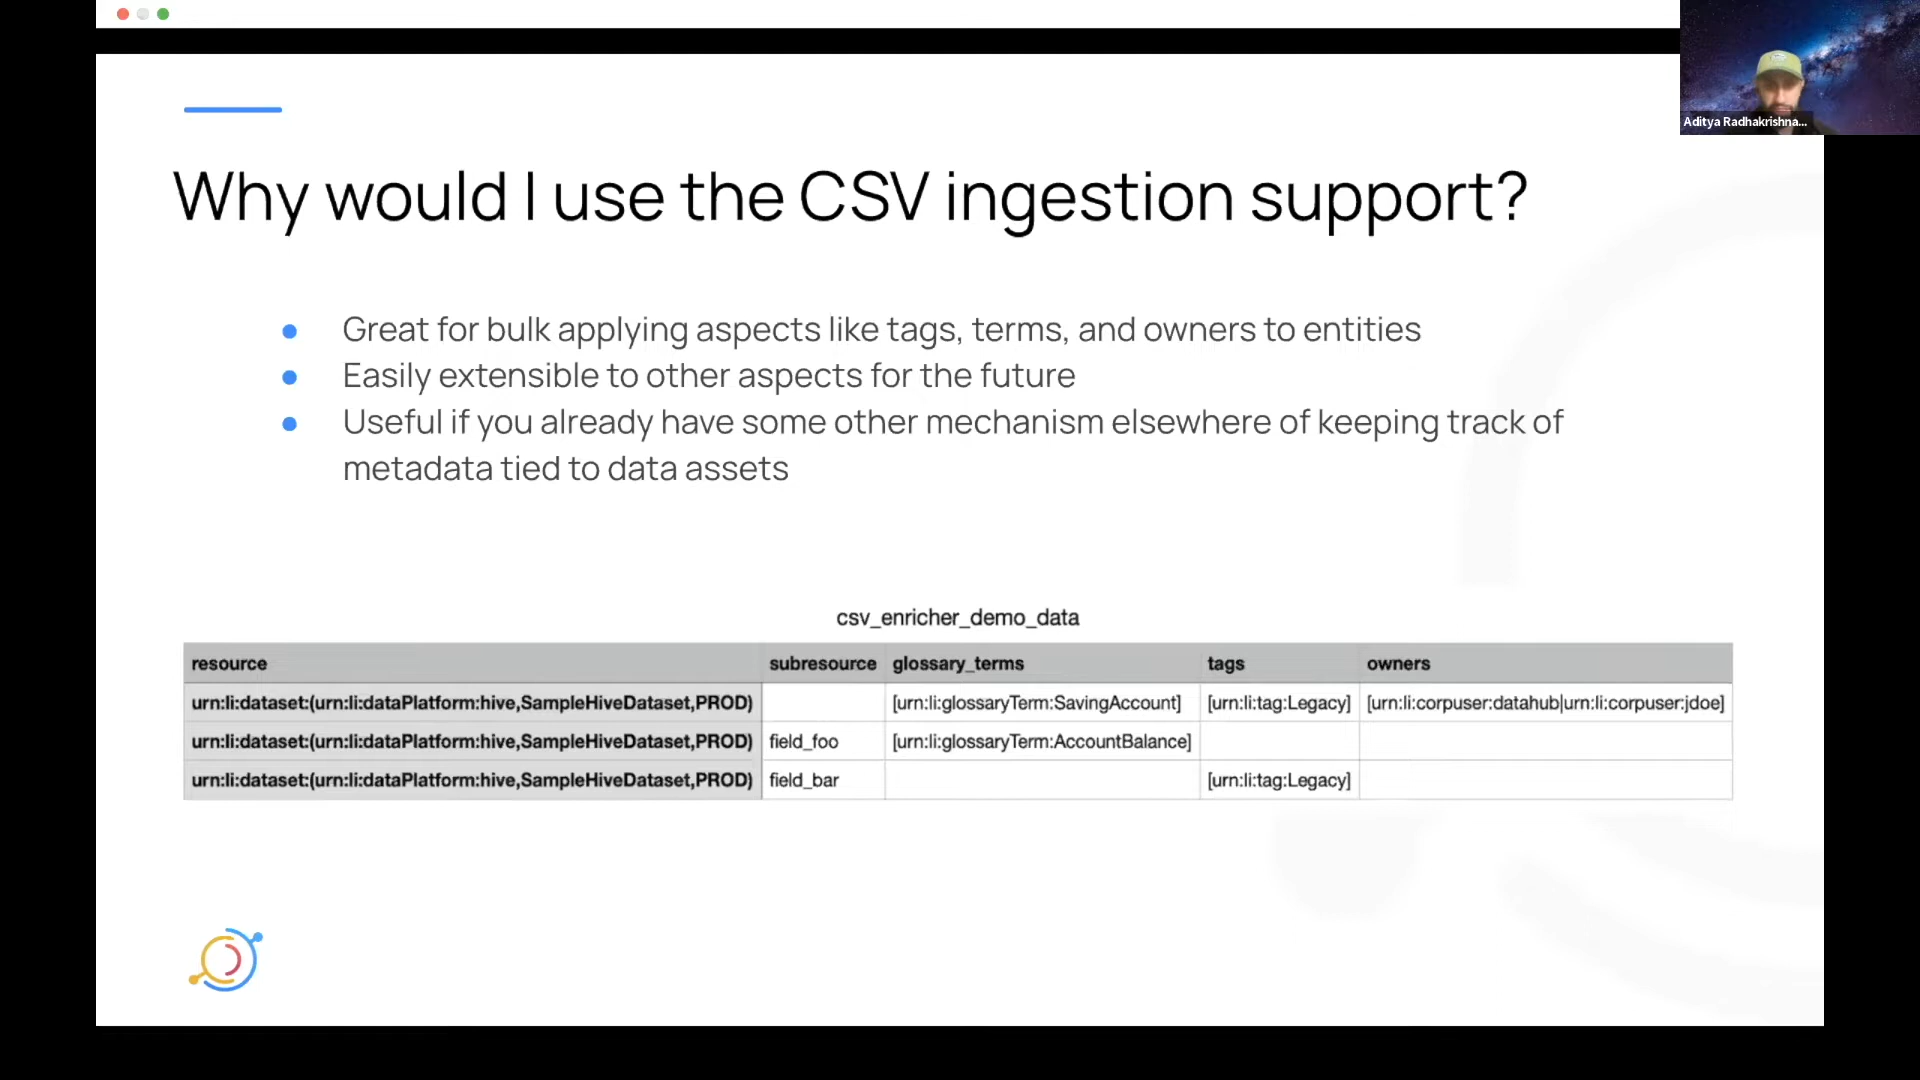 Aditya Radhakrishna...
Why would I use the CSV ingestion support?
Great for bulk applying aspects like tags, terms, and owners to entities
Easily extensible to other aspects for the future
Useful if you already have some other mechanism elsewhere of keeping track of
metadata tied to data assets
csv_enricher_demo_data
resource subresource glossary_terms tags owners
urn:li:dataset:(urn:li:dataPlatform:hive,SampleHiveDataset,PROD) [urn:li:glossaryTerm:SavingAccount] [urn:li:tag:Legacy] [urn:li:corpuser:datahub|urn:li:corpuser:jdoe]
urn:li:dataset:(urn:li:dataPlatform:hive,SampleHiveDataset,PROD) field_foo [urn:li:glossaryTerm:AccountBalance]
urn:li:dataset:(urn:li:dataPlatform:hive,SampleHiveDataset,PROD) field_bar [urn:li:tag:Legacy]